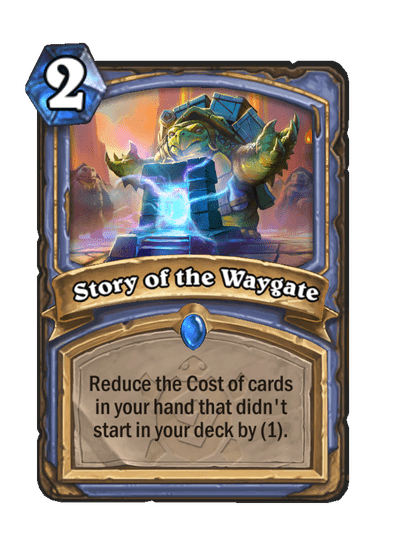 2
Story of the Waygate
Reduce the Cost of cards
in your hand that didn't
start in your deck by (1).